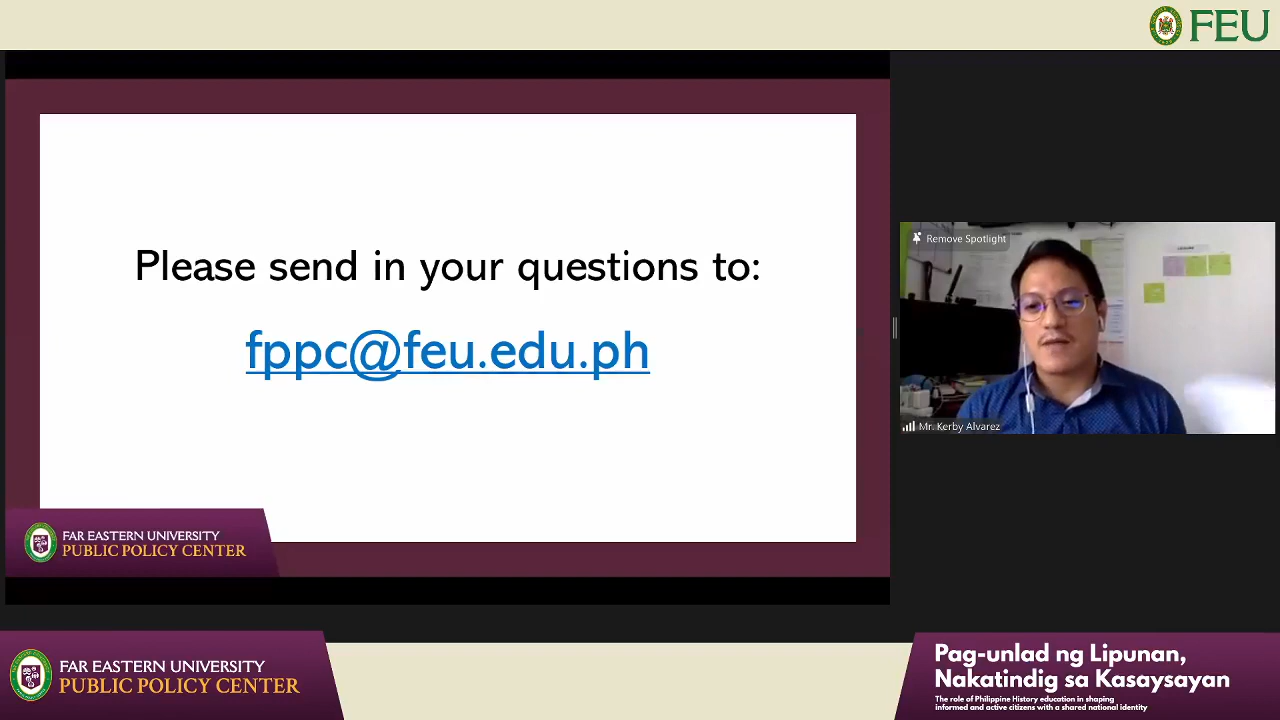 FEU
Please send in your questions to:
fppc@feu.edu.ph
FAR EASTERN UNIVERSITY
PUBLIC POLICY CENTER
Remove Spotlight
Mr. Kerby Alvarez
FAR EASTERN UNIVERSITY
PUBLIC POLICY CENTER
Pag-unlad ng Lipunan,
Nakatindig sa Kasaysayan
The role of Philippine History education in shaping
informed and active citizens with a shared national identity